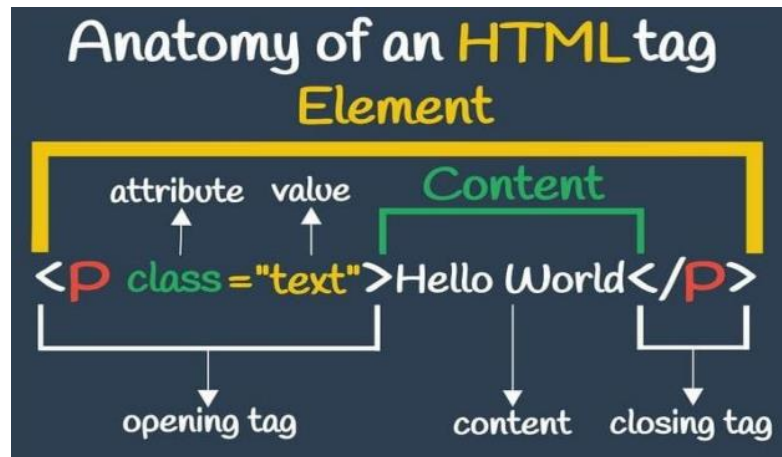 Anatomy of an HTML tag
Element
Content
attribute value
<p class="text">Hello World</p>
opening tag content closing tag